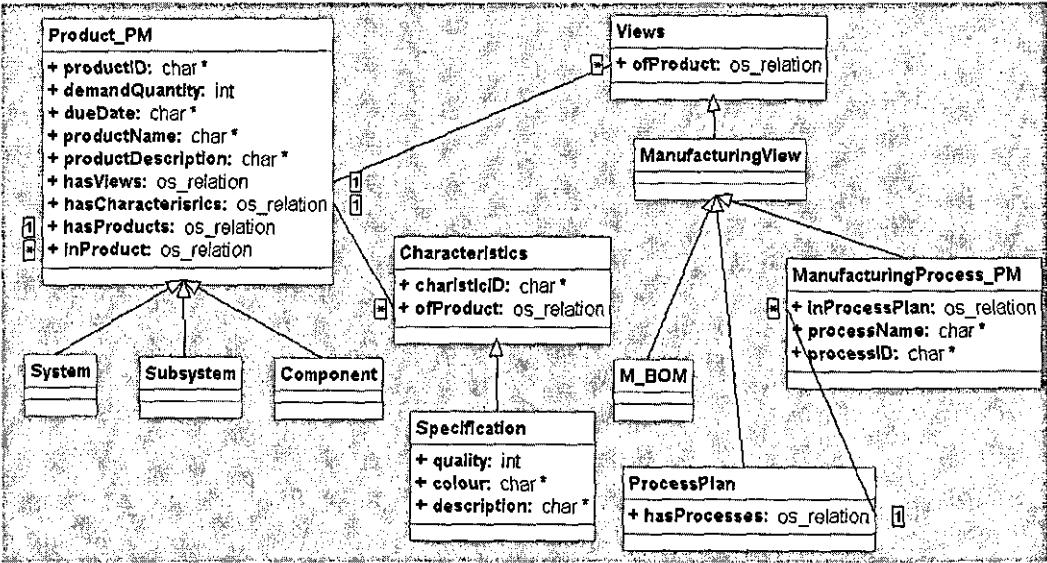 Product_PM
+ productID: char*
+ demandQuantity: int
+ dueDate: char*
+ productName: char*
+ productDescription: char*
+ hasViews: os_relation
+ hasCharacterisrics: os_relation
+ hasProducts: os_relation
+ inProduct: os_relation
1
*
1
1
System
Subsystem
Component
Views
+ ofProduct: os_relation
*
ManufacturingView
Characteristics
+ charisticID: char*
+ ofProduct: os_relation
*
Specification
+ quality: int
+ colour: char*
+ description: char*
ManufacturingProcess_PM
+ inProcessPlan: os_relation
+ processName: char*
+ processID: char*
*
M_BOM
ProcessPlan
+ hasProcesses: os_relation
1